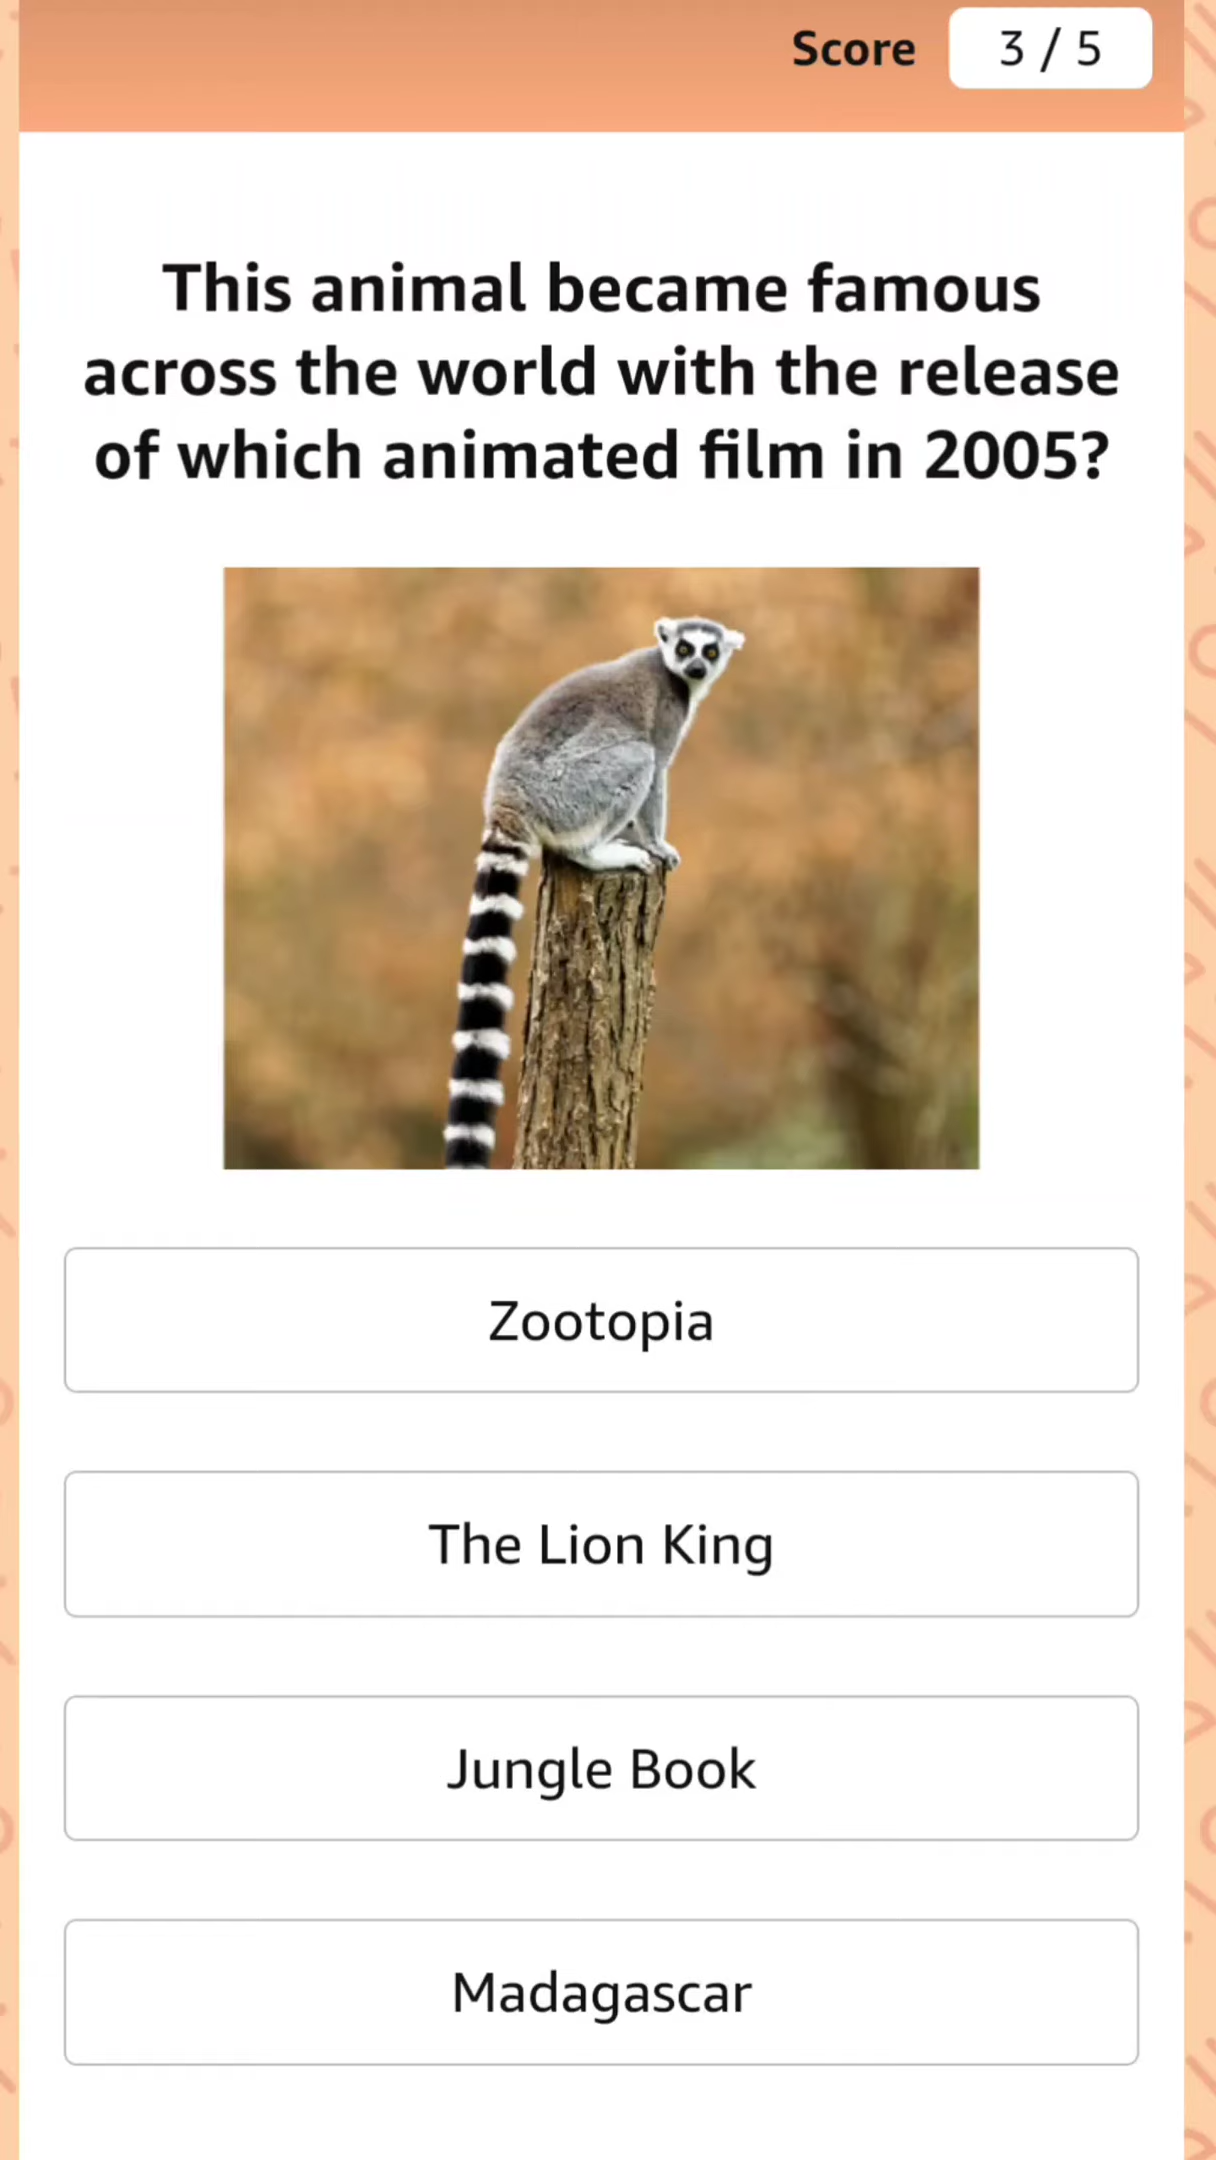 Score 3 / 5
This animal became famous
across the world with the release
of which animated film in 2005?
Zootopia
The Lion King
Jungle Book
Madagascar